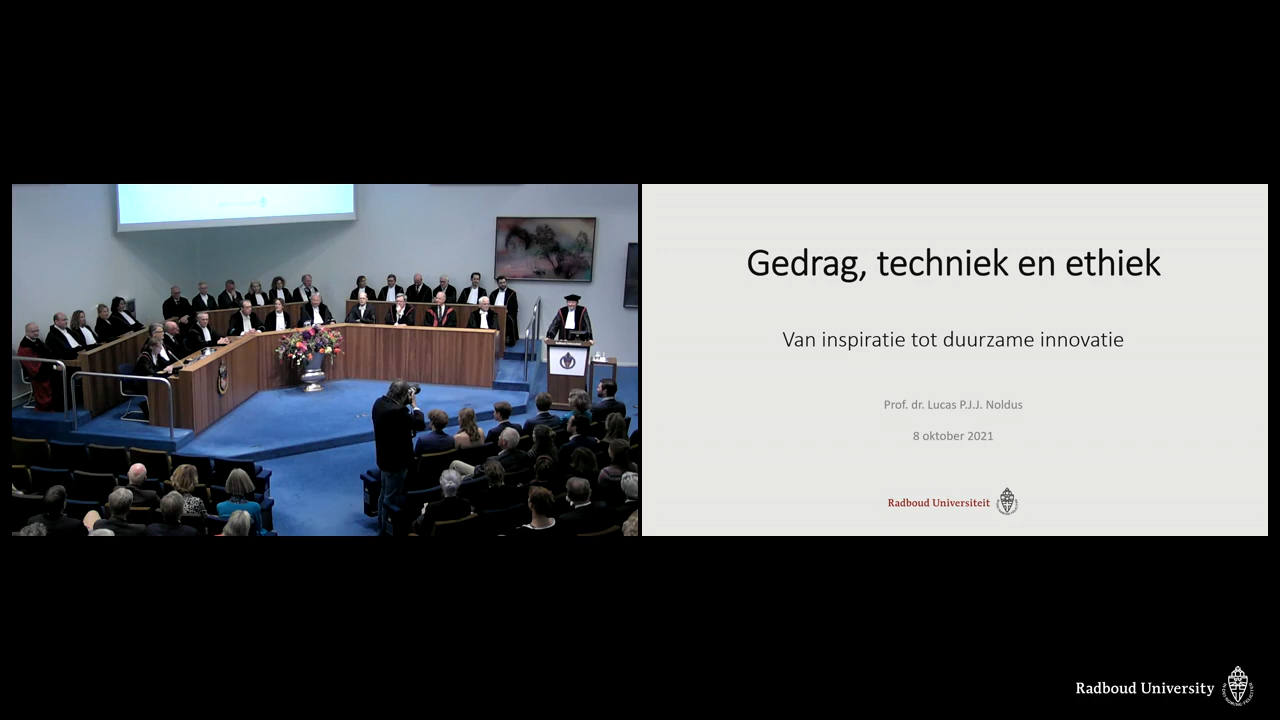 Gedrag, techniek en ethiek
Van inspiratie tot duurzame innovatie
Prof. dr. Lucas P.J.J. Noldus
8 oktober 2021
Radboud Universiteit
Radboud University